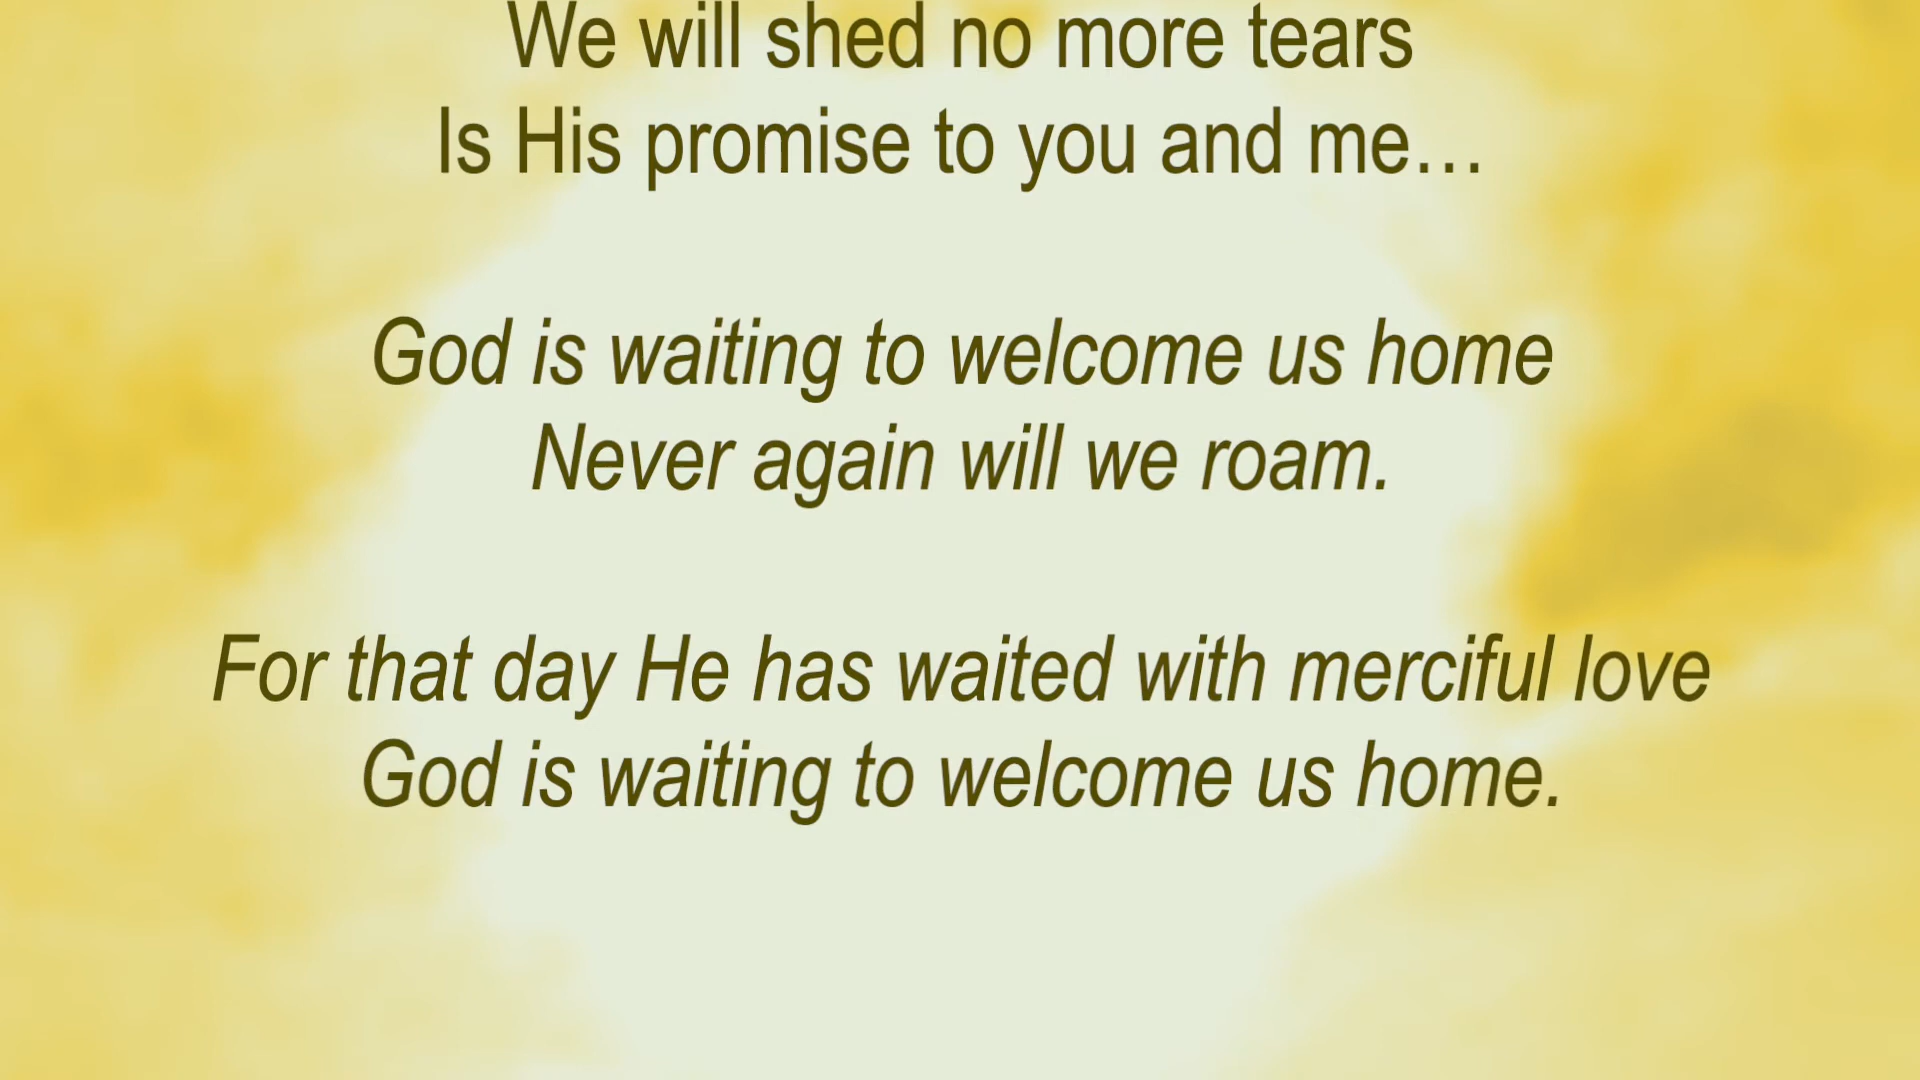 We will shed no more tears
Is His promise to you and me…
God is waiting to welcome us home
Never again will we roam.
For that day He has waited with merciful love
God is waiting to welcome us home.